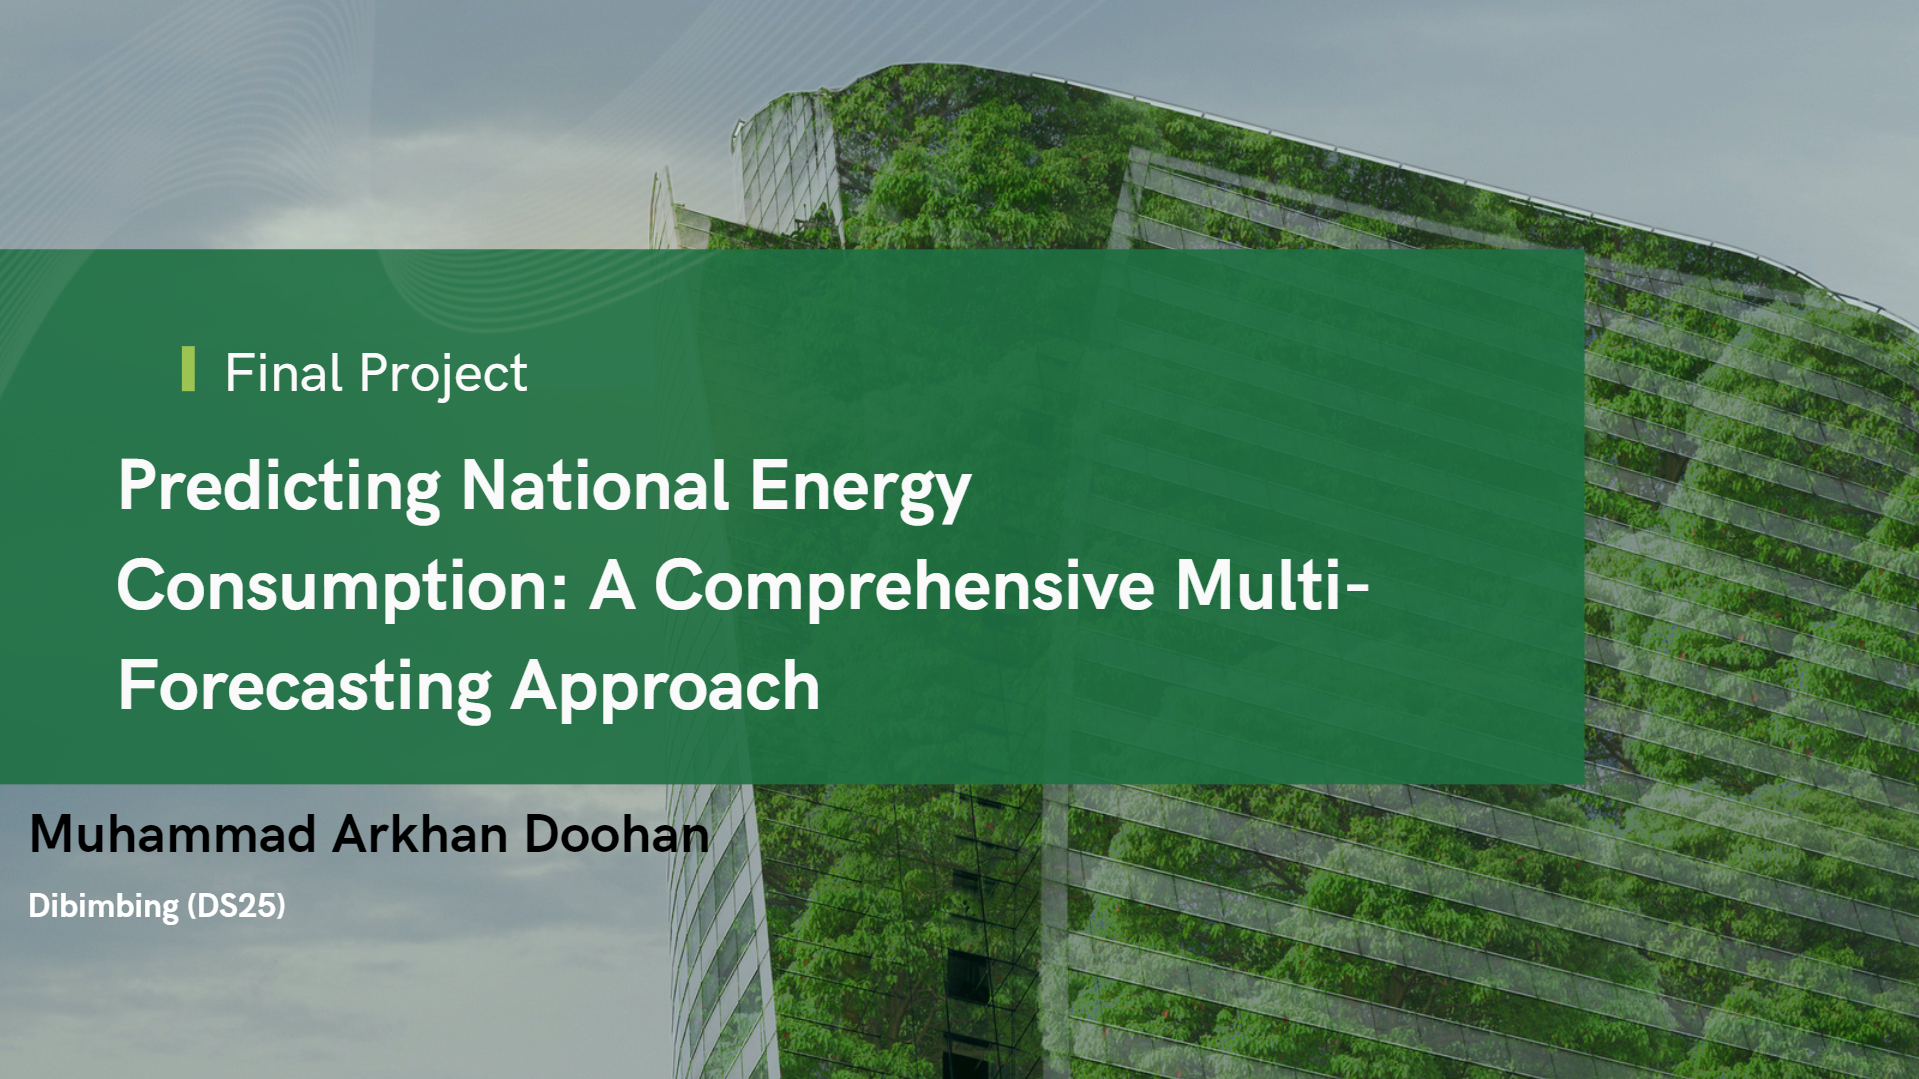 Final Project
Predicting National Energy
Consumption: A Comprehensive Multi-
Forecasting Approach
Muhammad Arkhan Doohan
Dibimbing (DS25)